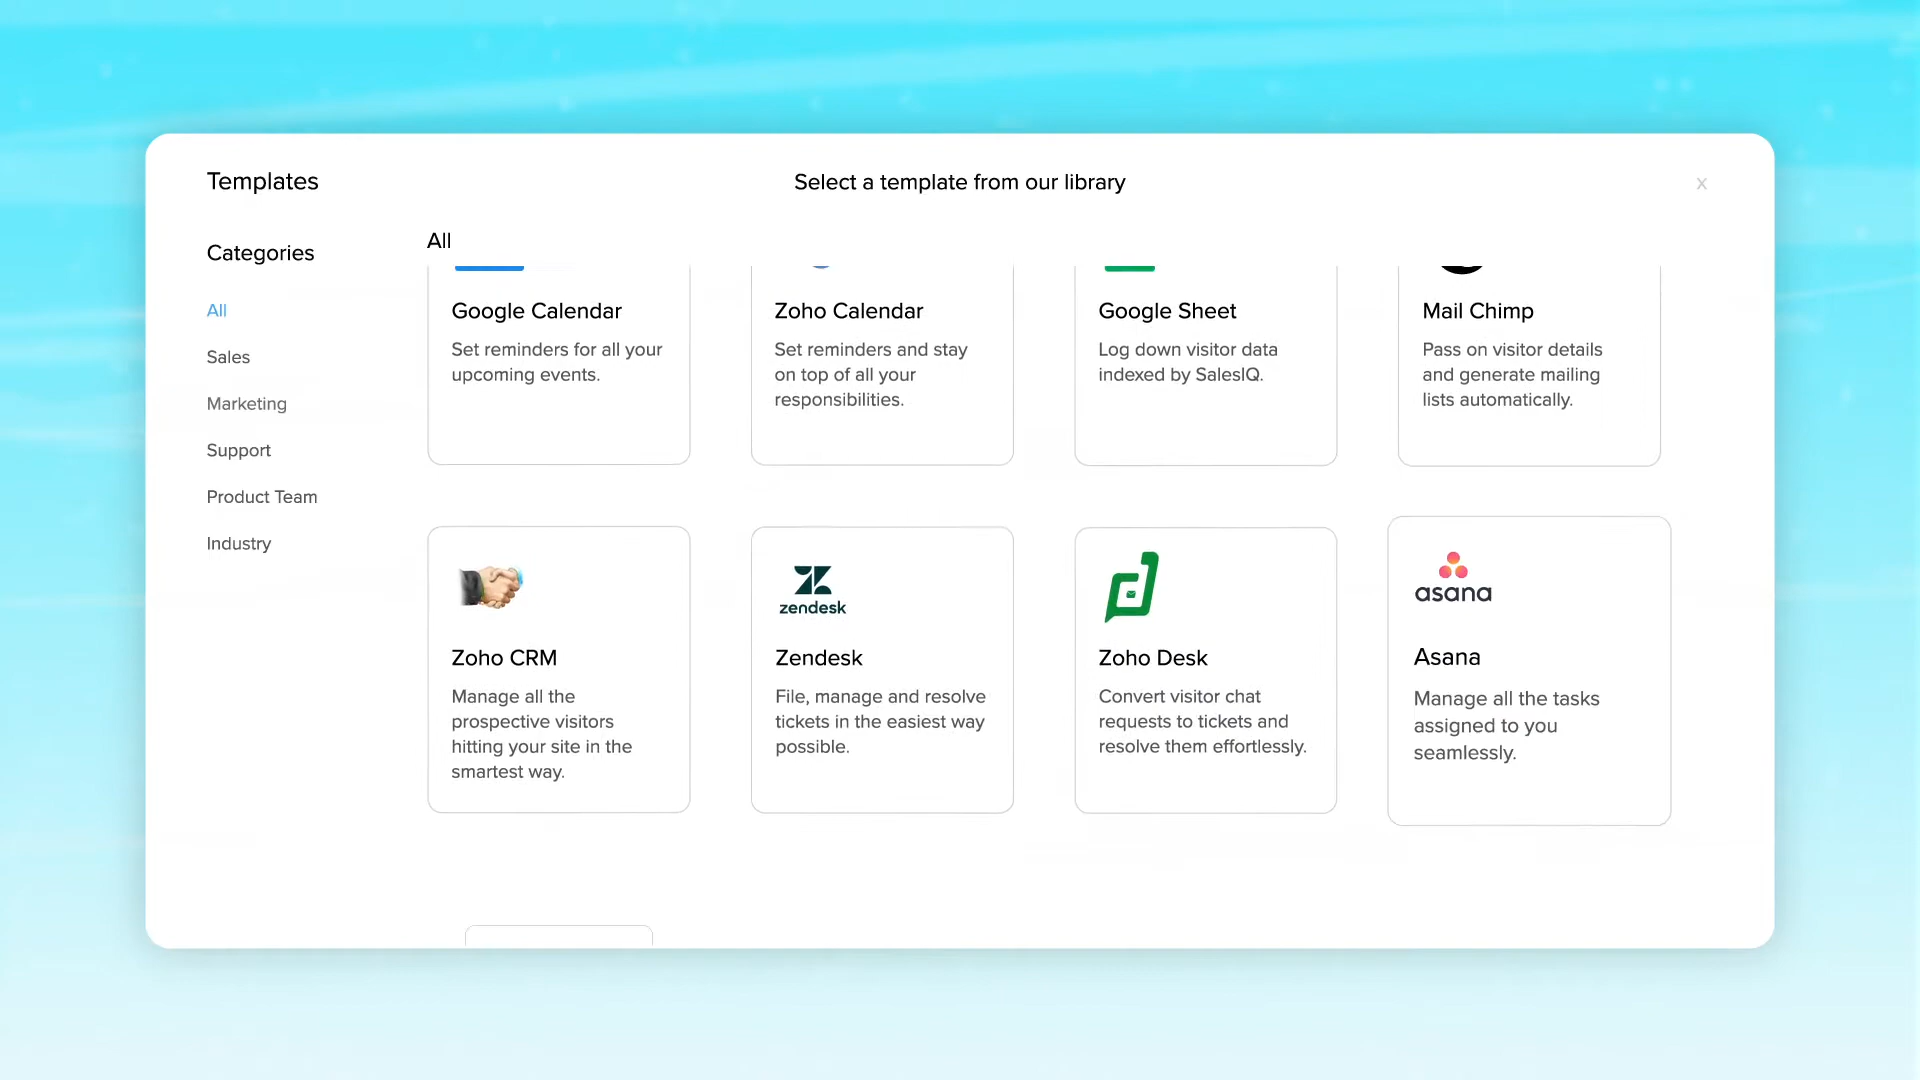 Templates
Select a template from our library
x
Categories
All
Sales
Marketing
Support
Product Team
Industry
All
Google Calendar
Set reminders for all your
upcoming events.
Zoho Calendar
Set reminders and stay
on top of all your
responsibilities.
Google Sheet
Log down visitor data
indexed by SalesIQ.
Mail Chimp
Pass on visitor details
and generate mailing
lists automatically.
Zoho CRM
Manage all the
prospective visitors
hitting your site in the
smartest way.
zendesk
Zendesk
File, manage and resolve
tickets in the easiest way
possible.
Zoho Desk
Convert visitor chat
requests to tickets and
resolve them effortlessly.
asana
Asana
Manage all the tasks
assigned to you
seamlessly.